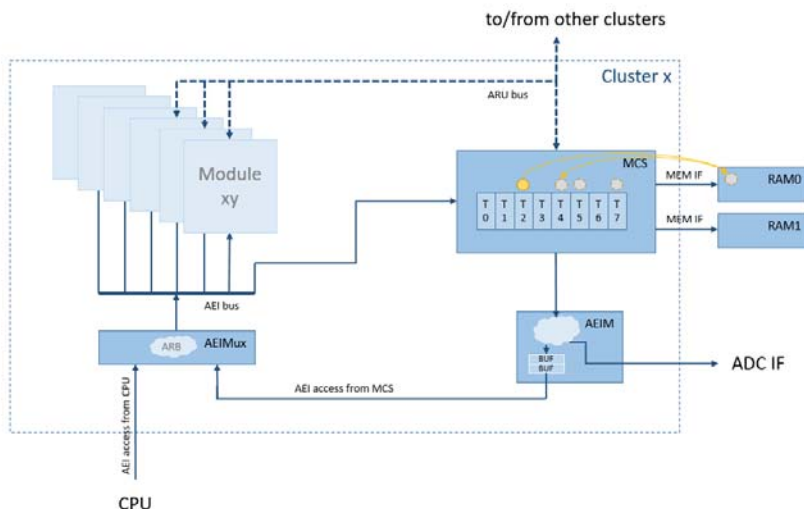 to/from other clusters
Cluster x
ARU bus
Module
xy
MCS
T T T T T T T T
0 1 2 3 4 5 6 7
MEM IF
RAM0
MEM IF
RAM1
AEI bus
ARB
AEIMux
AEIM
BUF
BUF
ADC IF
AEI access from MCS
AEI access from CPU
CPU